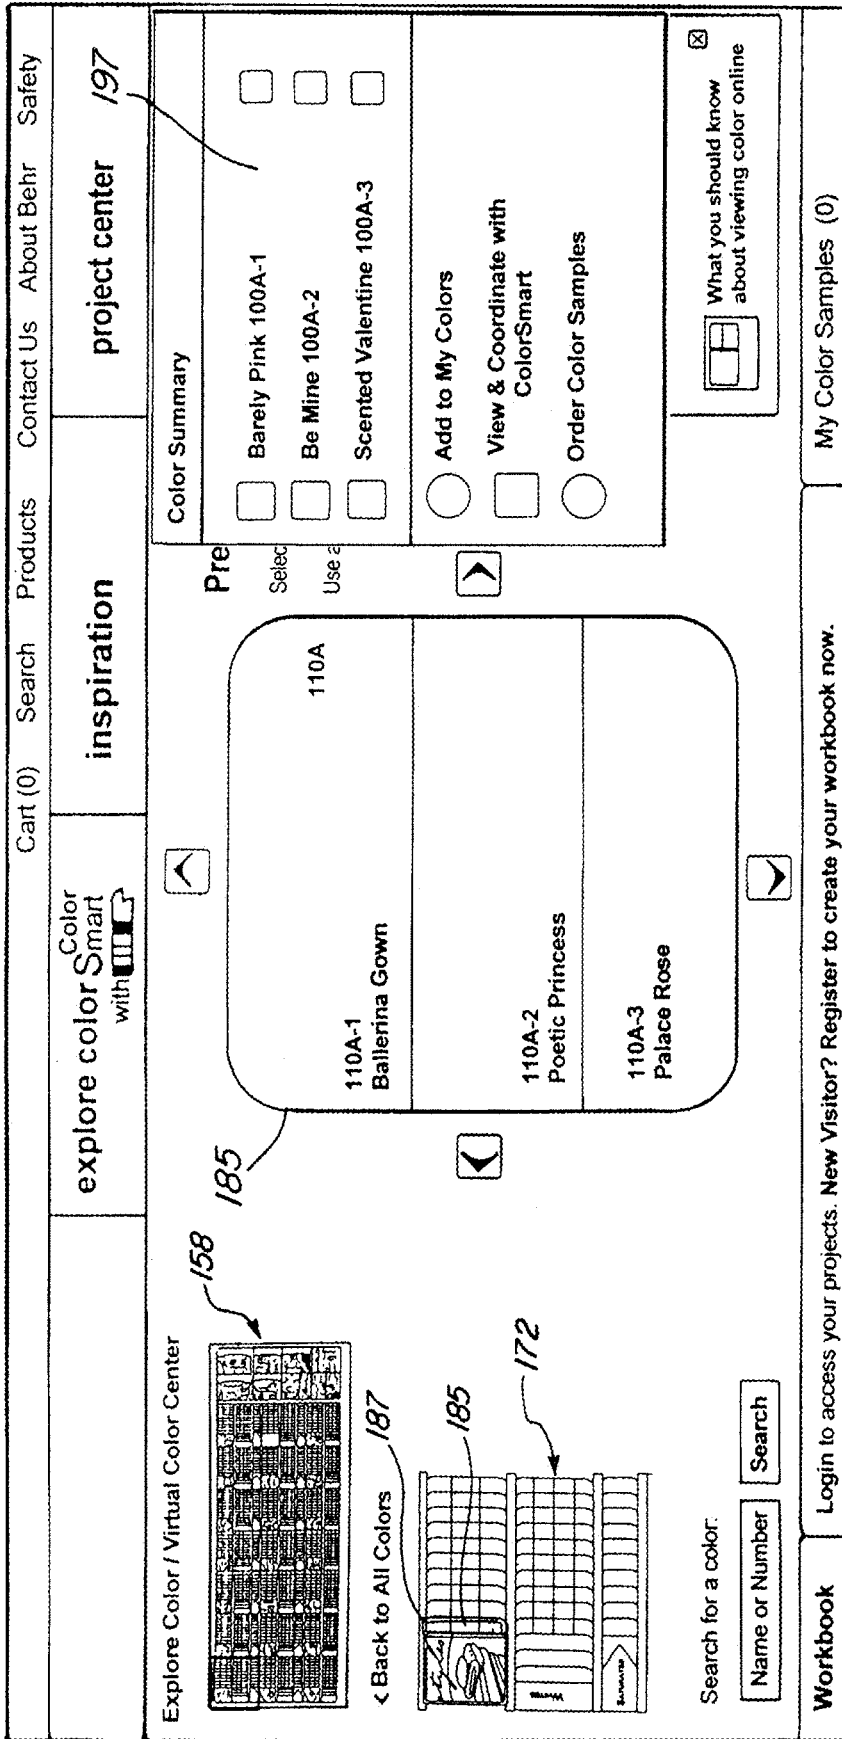 Cart (0) Search Products Contact Us About Behr Safety
explore color
with
Color
Smart
inspiration
project center
197
Explore Color / Virtual Color Center
158
< Back to All Colors
187
185
172
Search for a color:
Name or Number
Search
185
110A
110A-1
Ballerina Gown
110A-2
Poetic Princess
110A-3
Palace Rose
Pre
Selec
Use a
Color Summary
Barely Pink 100A-1
Be Mine 100A-2
Scented Valentine 100A-3
Add to My Colors
View & Coordinate with
ColorSmart
Order Color Samples
What you should know
about viewing color online
Workbook
Login to access your projects. New Visitor? Register to create your workbook now.
My Color Samples (0)